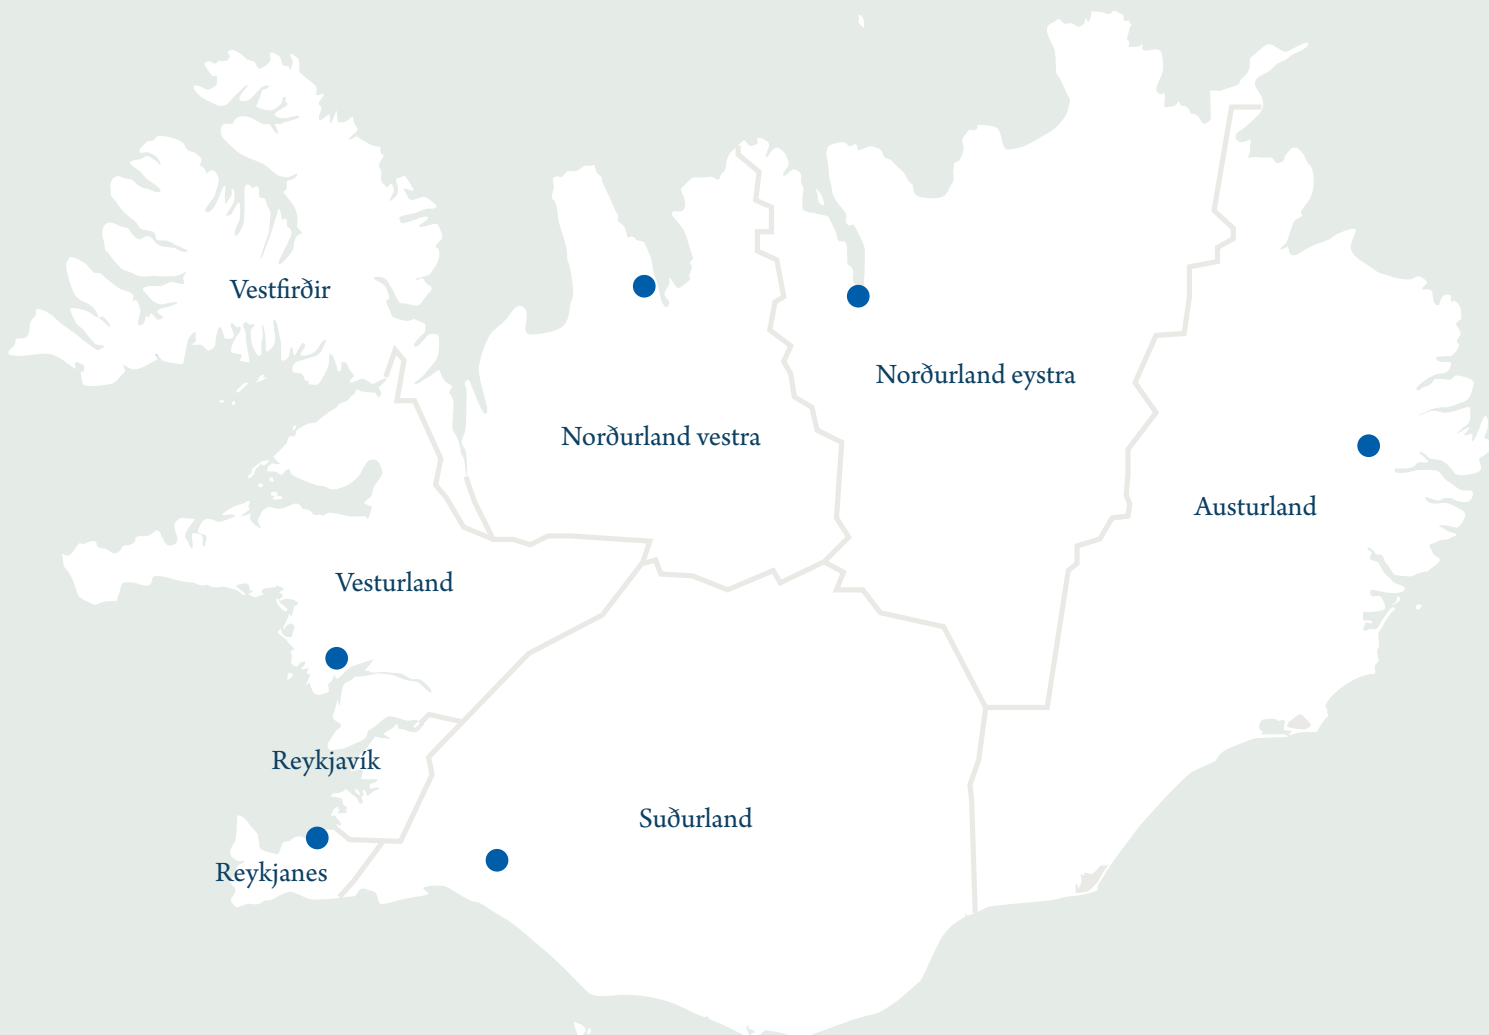 Vestfirðir
Norðurland eystra
Norðurland vestra
Austurland
Vesturland
Reykjavík
Suðurland
Reykjanes